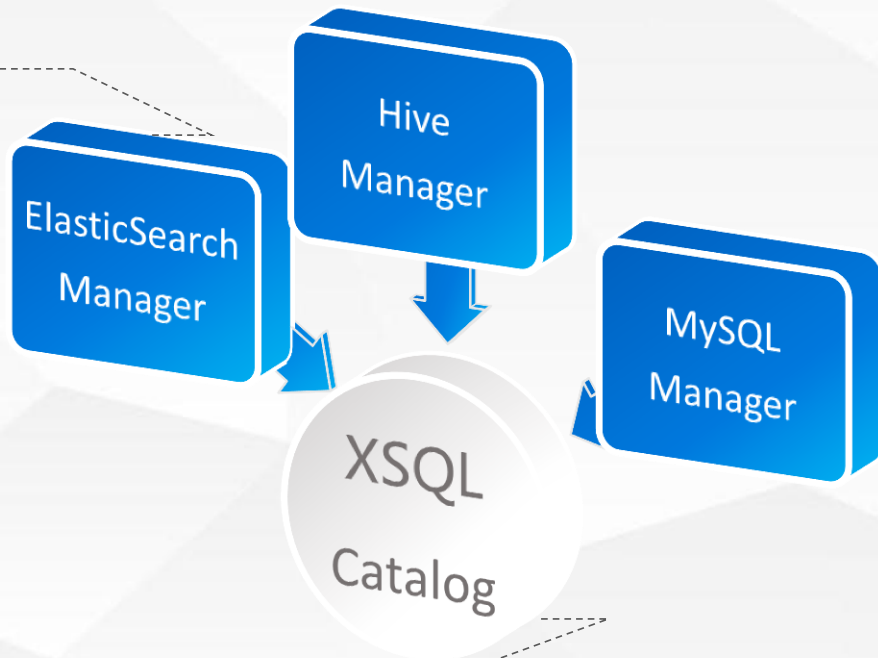 Hive
Manager
ElasticSearch
Manager
MySQL
Manager
XSQL
Catalog